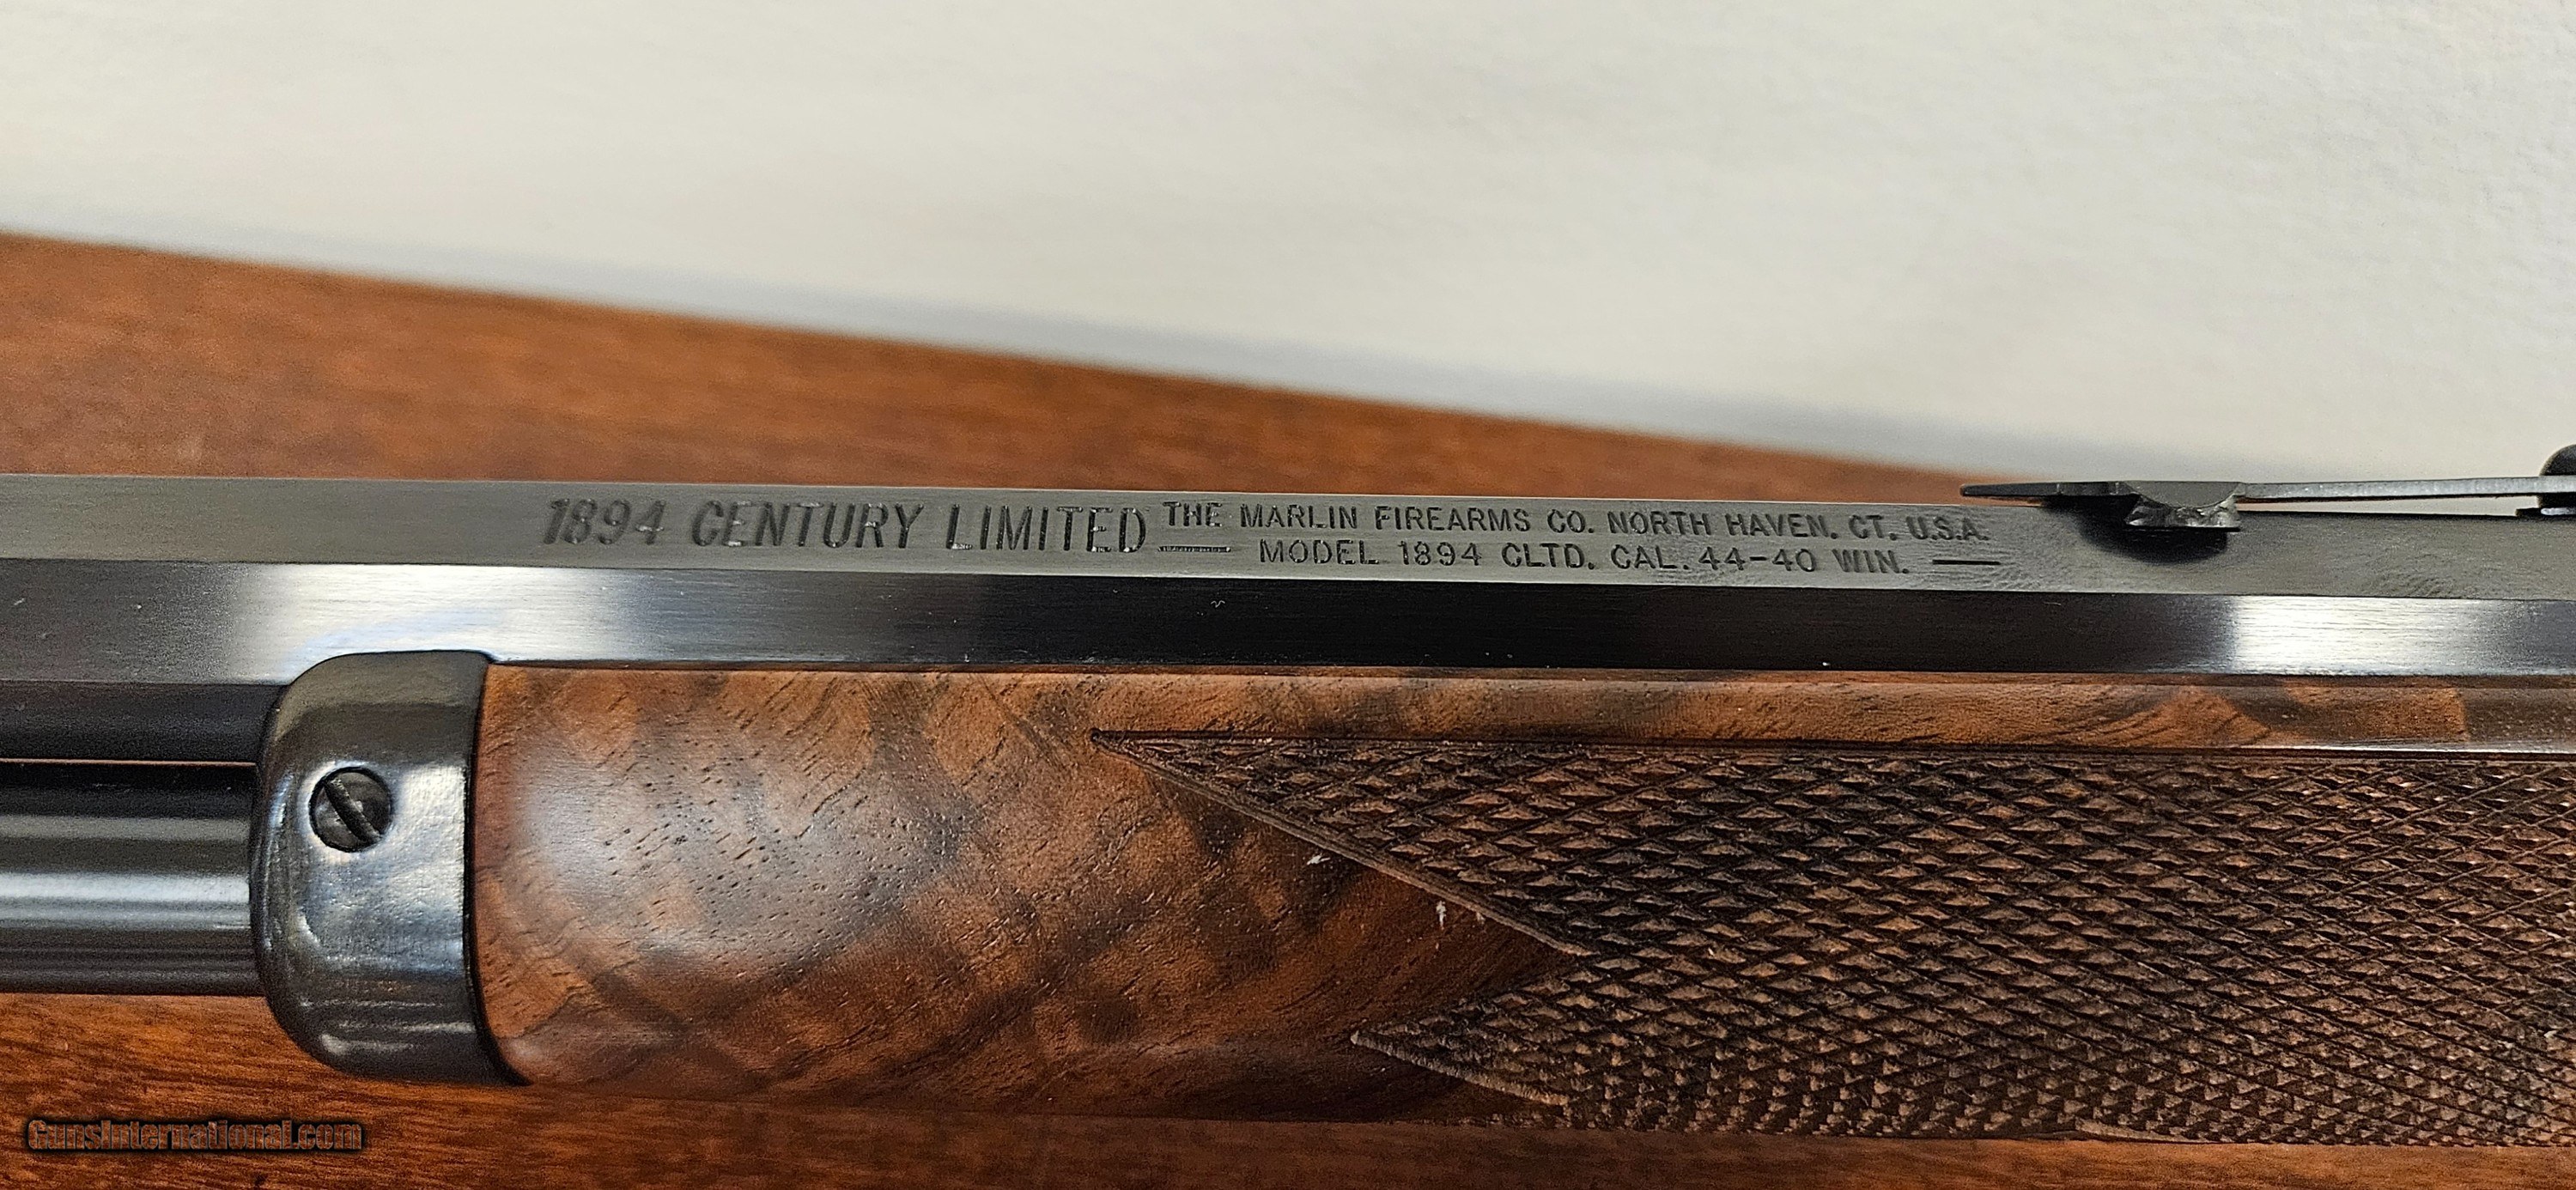 1894 CENTURY LIMITED
THE MARLIN FIREARMS CO. NORTH HAVEN, CT. U.S.A.
— MODEL 1894 CLTD. CAL. 44-40 WIN. —
GunsInternational.com